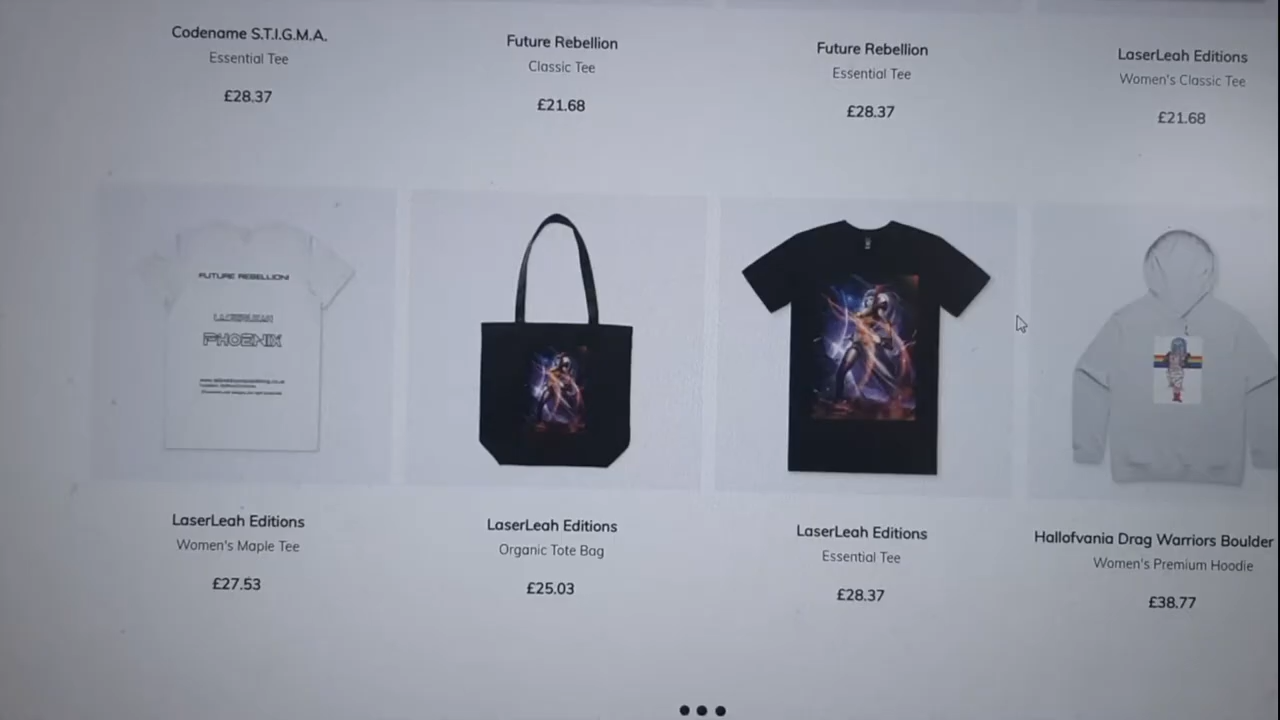 Codename S.T.I.G.M.A.
Essential Tee
£28.37
Future Rebellion
Classic Tee
£21.68
Future Rebellion
Essential Tee
£28.37
LaserLeah Editions
Women's Classic Tee
£21.68
FUTURE REBELLION!
LASERLEAH
PHOENIX
LaserLeah Editions
Women's Maple Tee
£27.53
LaserLeah Editions
Organic Tote Bag
£25.03
LaserLeah Editions
Essential Tee
£28.37
Hallofvania Drag Warriors Boulder
Women's Premium Hoodie
£38.77